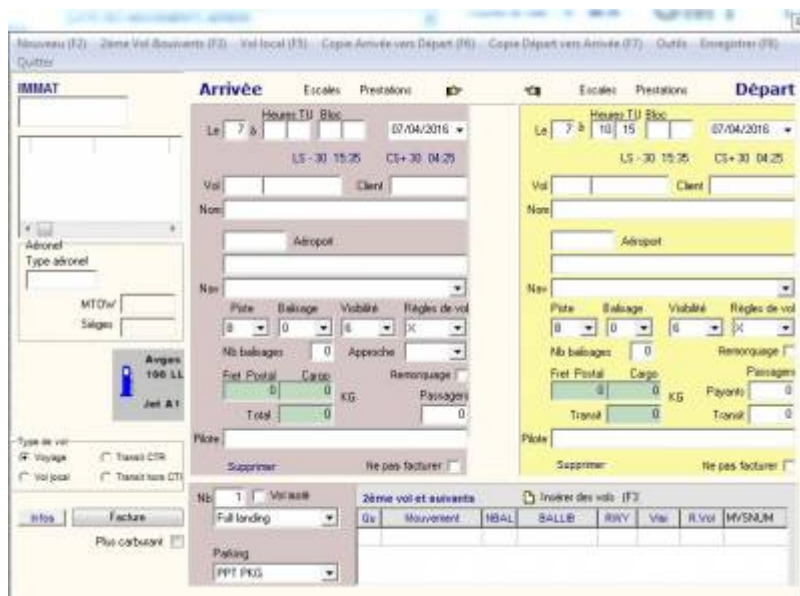 Nouveau (F2) 2ème Vol &Suivants (F3) Vol local (F5) Copie Arrivée vers Départ (F6) Copie Départ vers Arrivée (F7) Outils Enregistrer (F8)
Quitter
IMMAT
Arrivée Escales Prestations
Escales Prestations Départ
Heures TU Bloc
Le 7 à 07/04/2016
LS - 30 15:35 CS+ 30 04:25
Vol Client
Nom
Aéroport
Nav
Piste Balisage Visibilité Règles de vol
8 0 6 X
Nb balisages 0 Approche
Fret Postal Cargo Remorquage
0 0 KG Passagers
Total 0 0
Pilote
Supprimer Ne pas facturer
Heures TU Bloc
Le 7 à 10 15 07/04/2016
LS - 30 15:35 CS+ 30 04:25
Vol Client
Nom
Aéroport
Nav
Piste Balisage Visibilité Règles de vol
8 0 6 X
Nb balisages 0 Remorquage
Fret Postal Cargo Passagers
0 0 KG Payants 0
Transit 0 Transit 0
Pilote
Supprimer Ne pas facturer
Aéronef
Type aéronef
MTOW
Sièges
Avgas
100 LL
Jet A1
Type de vol
Voyage Transit CTR
Vol local Transit hors CT
Infos Facture
Plus carburant
Nb 1 Vol
Full landing
Parking
PPT PKG
2ème vol et suivants Insérer des vols (F3
Qu Mouvement NBAL BALLIB RWY Visi R.Vol MVSNUM